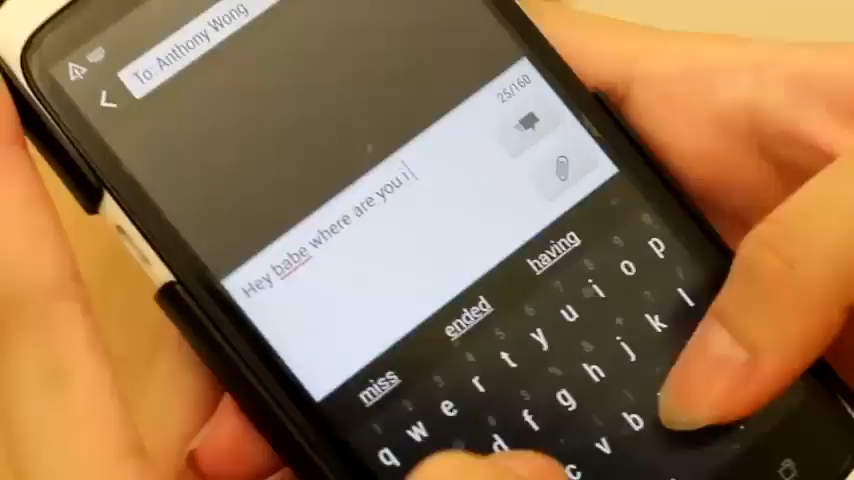 To: Anthony Wong
25/160
Hey babe where are you i
miss ended having
q w e r t y u i o p
d f g h j k l
c v b